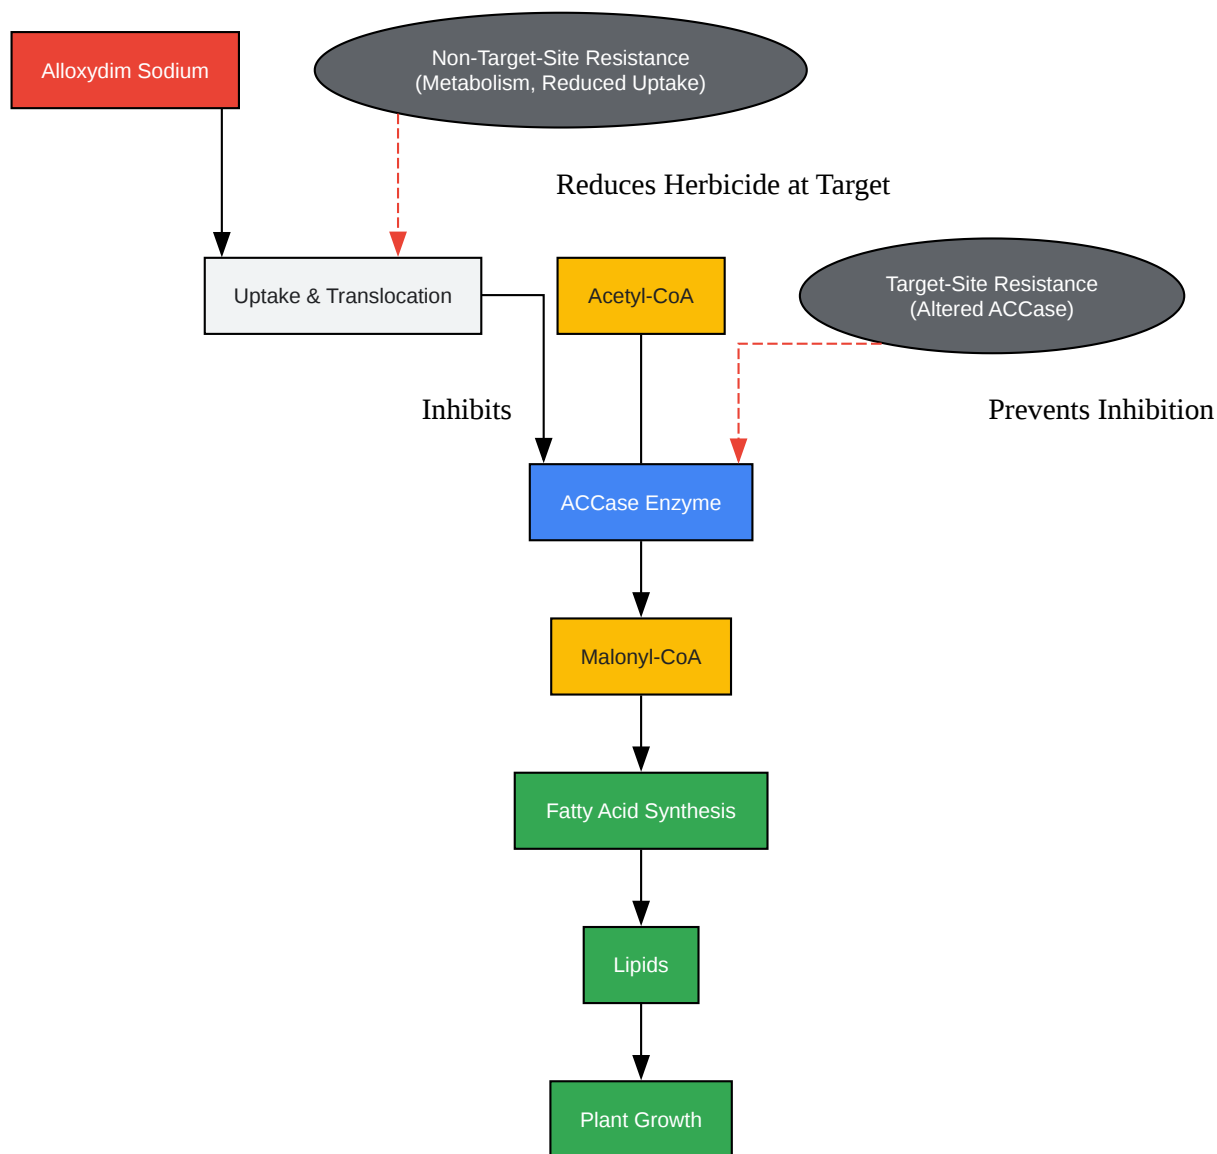 Alloxydim Sodium
Non-Target-Site Resistance
(Metabolism, Reduced Uptake)
Reduces Herbicide at Target
Uptake & Translocation
Acetyl-CoA
Target-Site Resistance
(Altered ACCase)
Inhibits
Prevents Inhibition
ACCase Enzyme
Malonyl-CoA
Fatty Acid Synthesis
Lipids
Plant Growth